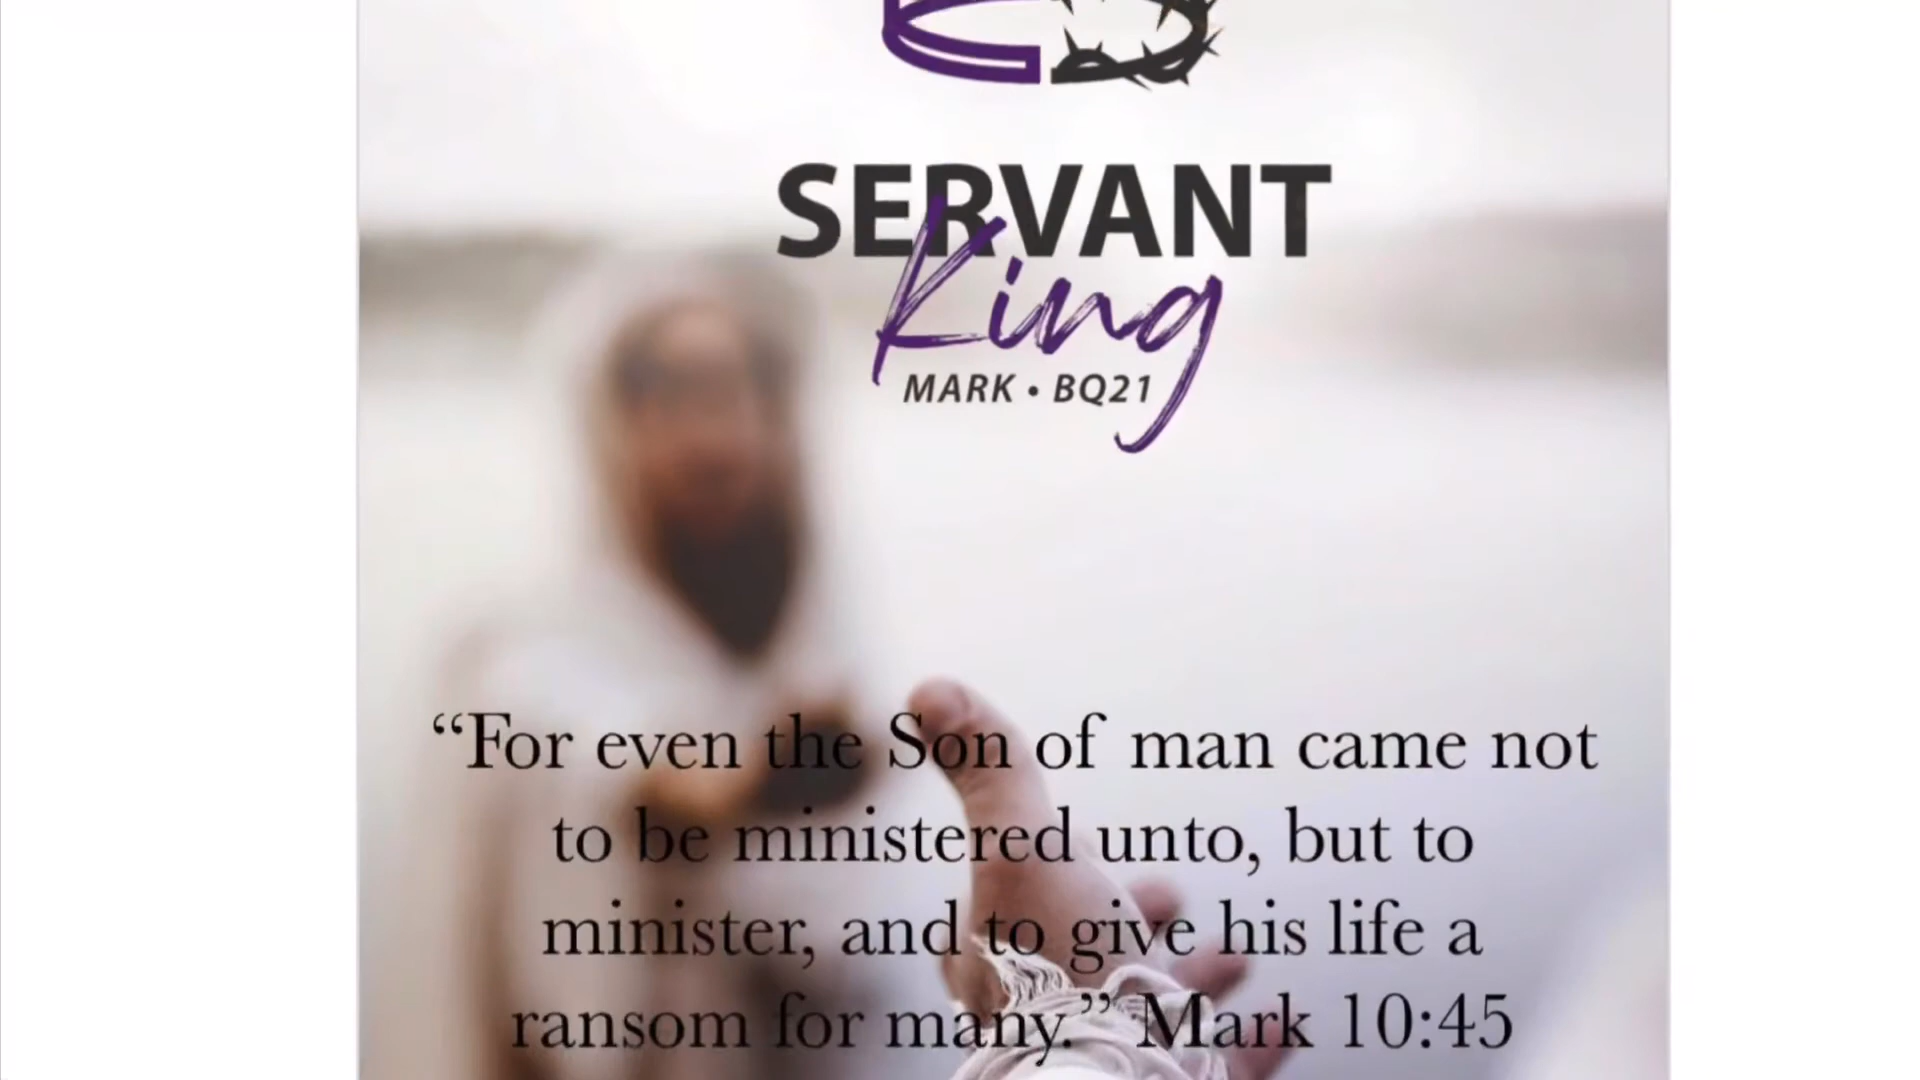 SERVANT
King
MARK • BQ21
“For even the Son of man came not
to be ministered unto, but to
minister, and to give his life a
ransom for many.” Mark 10:45